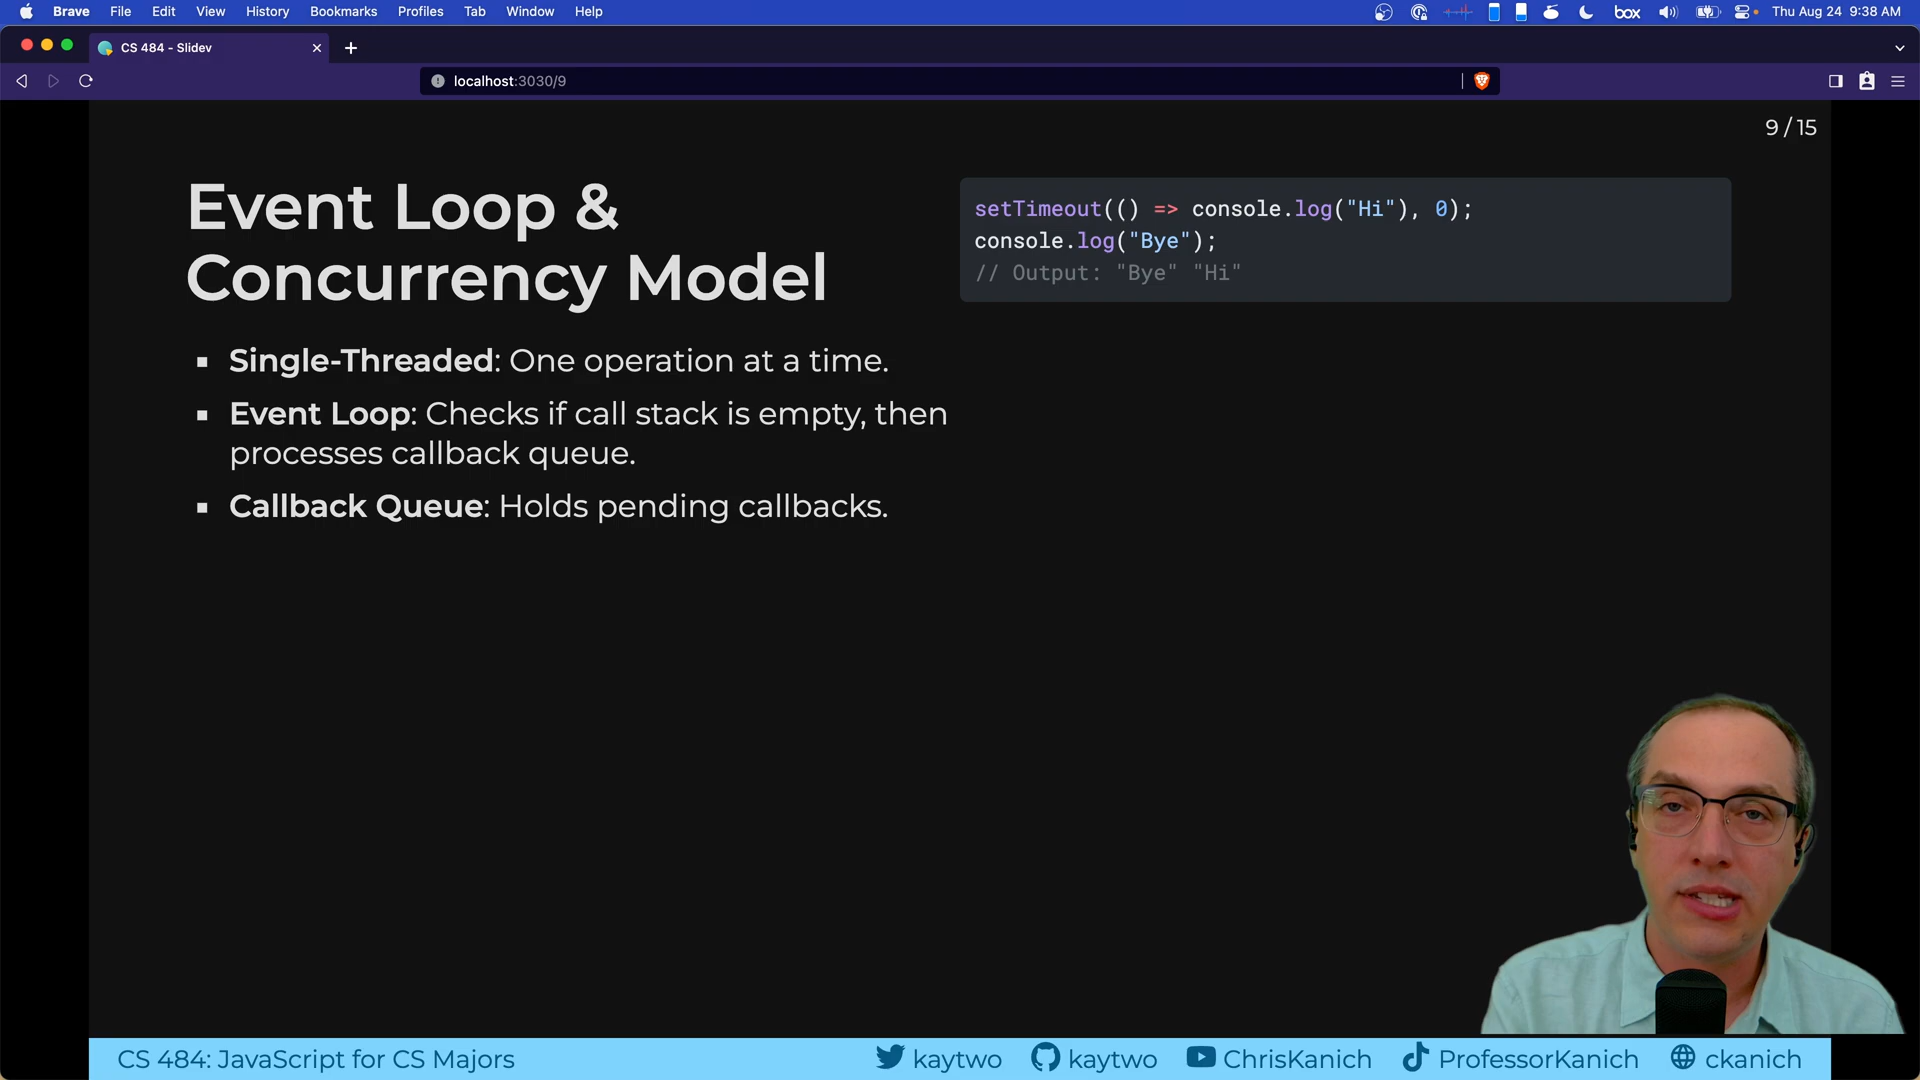 Brave File Edit View History Bookmarks Profiles Tab Window Help box Thu Aug 24 9:38 AM
CS 484 - Slidev
localhost:3030/9
9 / 15
Event Loop &
Concurrency Model
Single-Threaded: One operation at a time.
Event Loop: Checks if call stack is empty, then
processes callback queue.
Callback Queue: Holds pending callbacks.
setTimeout(() => console.log("Hi"), 0);
console.log("Bye");
// Output: "Bye" "Hi"
CS 484: JavaScript for CS Majors kaytwo kaytwo ChrisKanich ProfessorKanich ckanich